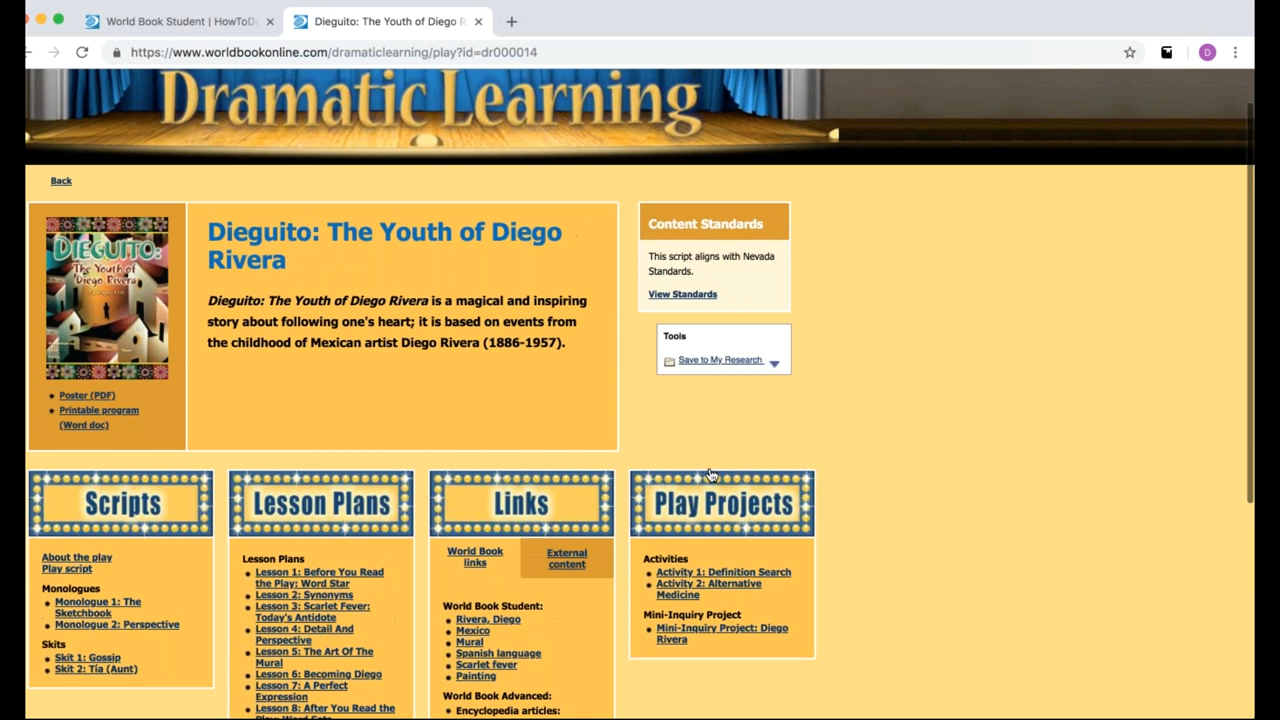 World Book Student | HowToDo
Dieguito: The Youth of Diego R
https://www.worldbookonline.com/dramaticlearning/play?id=dr000014
D
Dramatic Learning
Back
DIEGUITO:
The Youth of
Diego Rivera
Poster (PDF)
Printable program
(Word doc)
Dieguito: The Youth of Diego
Rivera
Dieguito: The Youth of Diego Rivera is a magical and inspiring
story about following one's heart; it is based on events from
the childhood of Mexican artist Diego Rivera (1886-1957).
Content Standards
This script aligns with Nevada
Standards.
View Standards
Tools
Save to My Research
Scripts
About the play
Play script
Monologues
Monologue 1: The
Sketchbook
Monologue 2: Perspective
Skits
Skit 1: Gossip
Skit 2: Tia (Aunt)
Lesson Plans
Lesson Plans
Lesson 1: Before You Read
the Play: Word Star
Lesson 2: Synonyms
Lesson 3: Scarlet Fever:
Today's Antidote
Lesson 4: Detail And
Perspective
Lesson 5: The Art Of The
Mural
Lesson 6: Becoming Diego
Lesson 7: A Perfect
Expression
Lesson 8: After You Read the
Play: Word Sets
Links
World Book
links
External
content
World Book Student:
Rivera, Diego
Mexico
Mural
Spanish language
Scarlet fever
Painting
World Book Advanced:
Encyclopedia articles:
Play Projects
Activities
Activity 1: Definition Search
Activity 2: Alternative
Medicine
Mini-Inquiry Project
Mini-Inquiry Project: Diego
Rivera